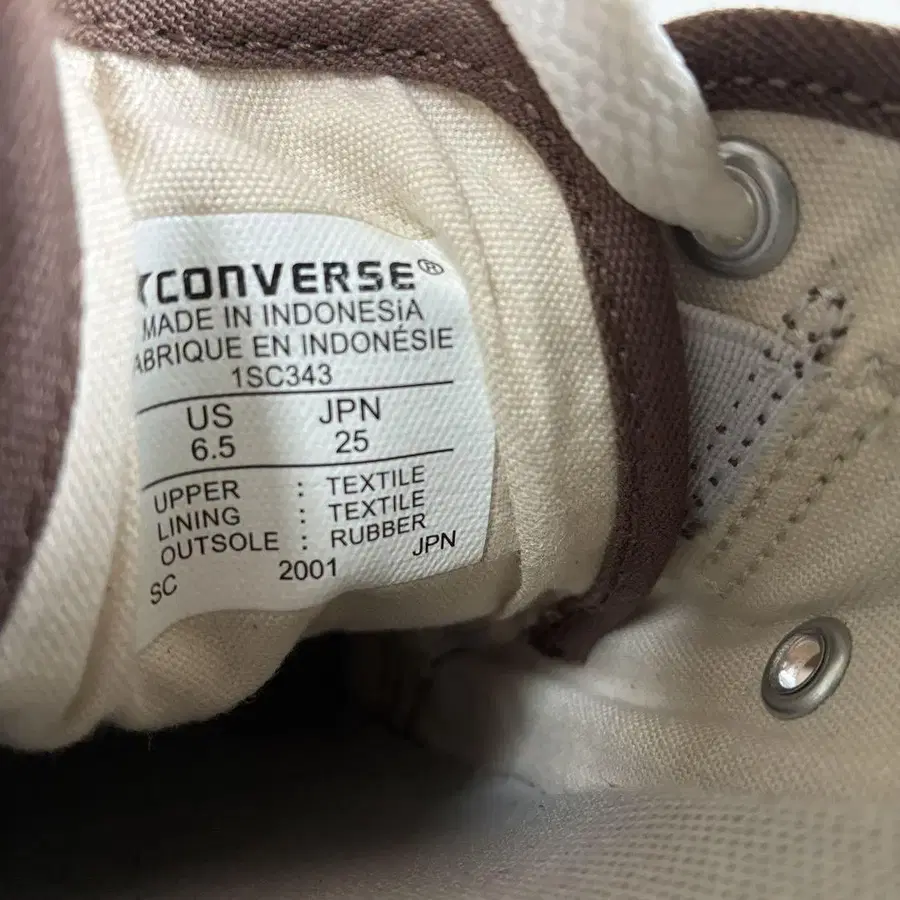 CONVERSE®
MADE IN INDONESiA
FABRIQUE EN INDONÉSIE
1SC343
US JPN
6.5 25
UPPER : TEXTILE
LINING : TEXTILE
OUTSOLE : RUBBER
SC 2001 JPN